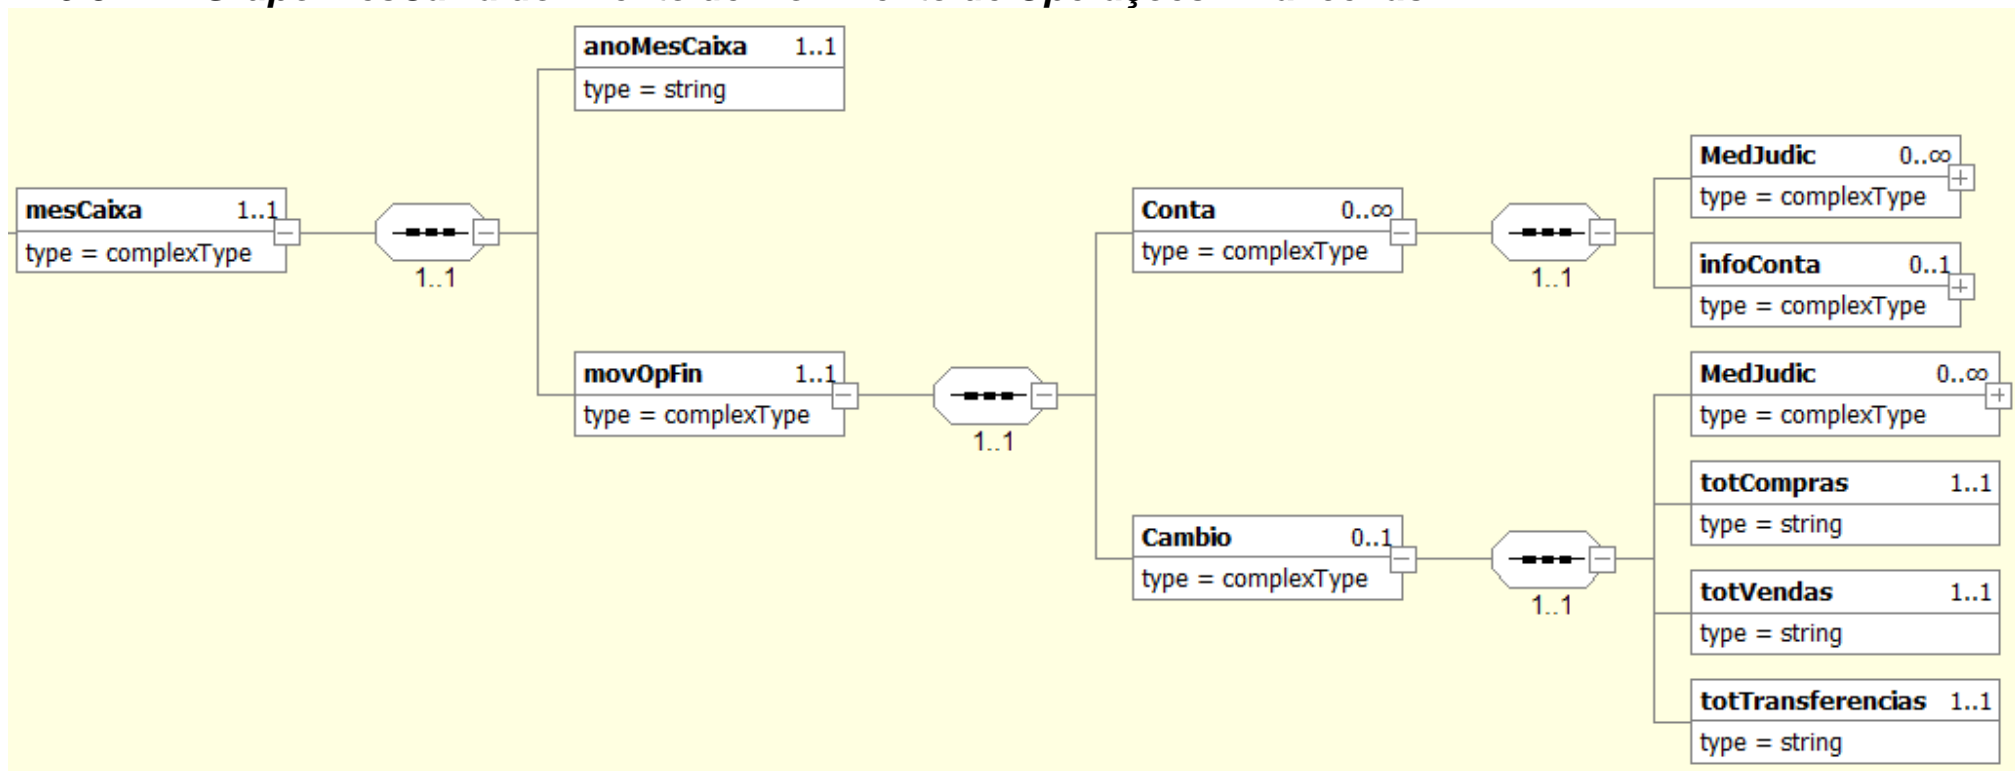 anoMesCaixa 1..1
type = string
mesCaixa 1..1
type = complexType
1..1
movOpFin 1..1
type = complexType
1..1
Conta 0..∞
type = complexType
1..1
MedJudic 0..∞
type = complexType
infoConta 0..1
type = complexType
Cambio 0..1
type = complexType
1..1
MedJudic 0..∞
type = complexType
totCompras 1..1
type = string
totVendas 1..1
type = string
totTransferencias 1..1
type = string